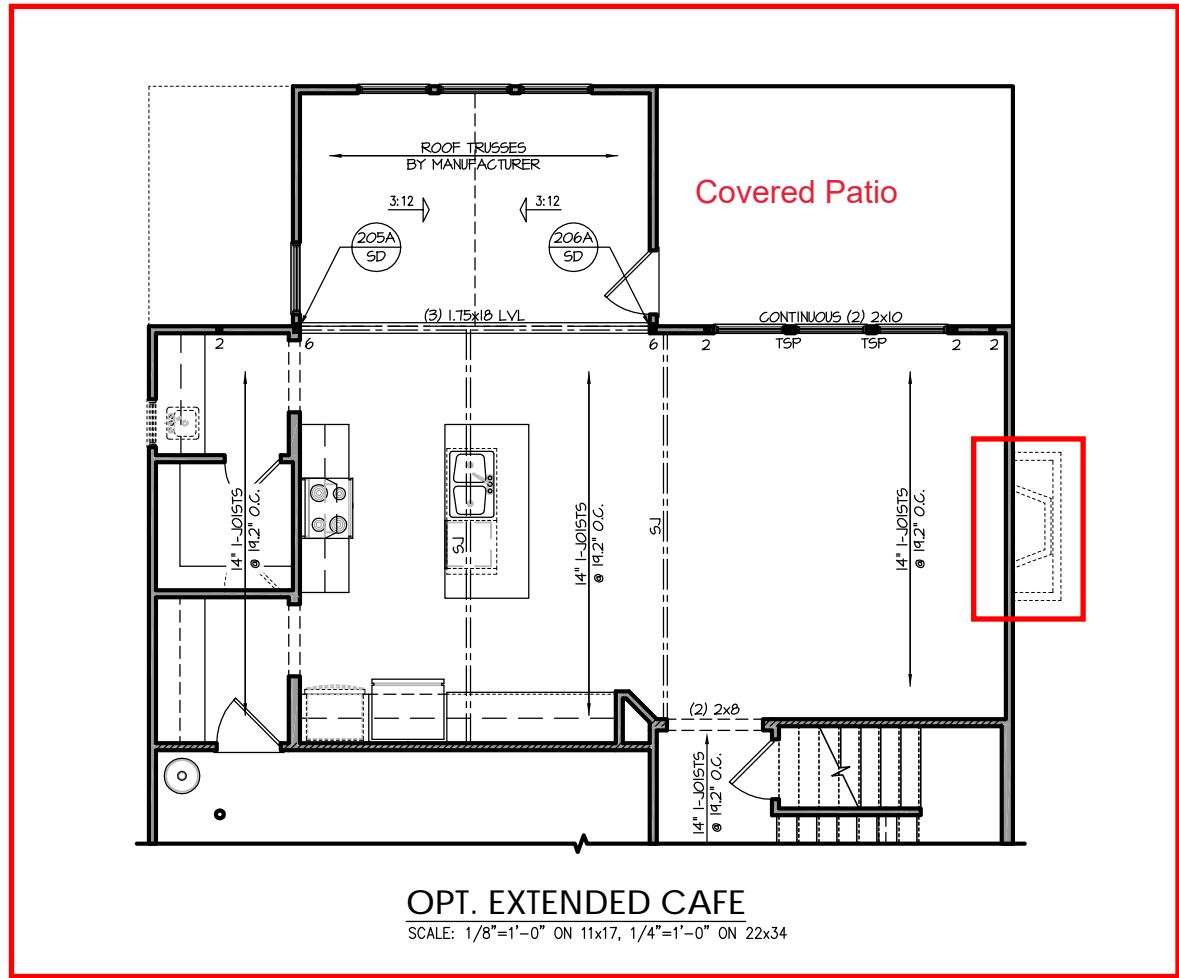 ROOF TRUSSES
BY MANUFACTURER
3:12
3:12
Covered Patio
205A
SD
206A
SD
(3) 1.75x18 LVL
CONTINUOUS (2) 2x10
2
6
6
2
TSP
TSP
2
2
14" I-JOISTS
@ 19.2" O.C.
SJ
14" I-JOISTS
@ 19.2" O.C.
SJ
14" I-JOISTS
@ 19.2" O.C.
(2) 2x8
14" I-JOISTS
@ 19.2" O.C.
OPT. EXTENDED CAFE
SCALE: 1/8"=1'-0" ON 11x17, 1/4"=1'-0" ON 22x34